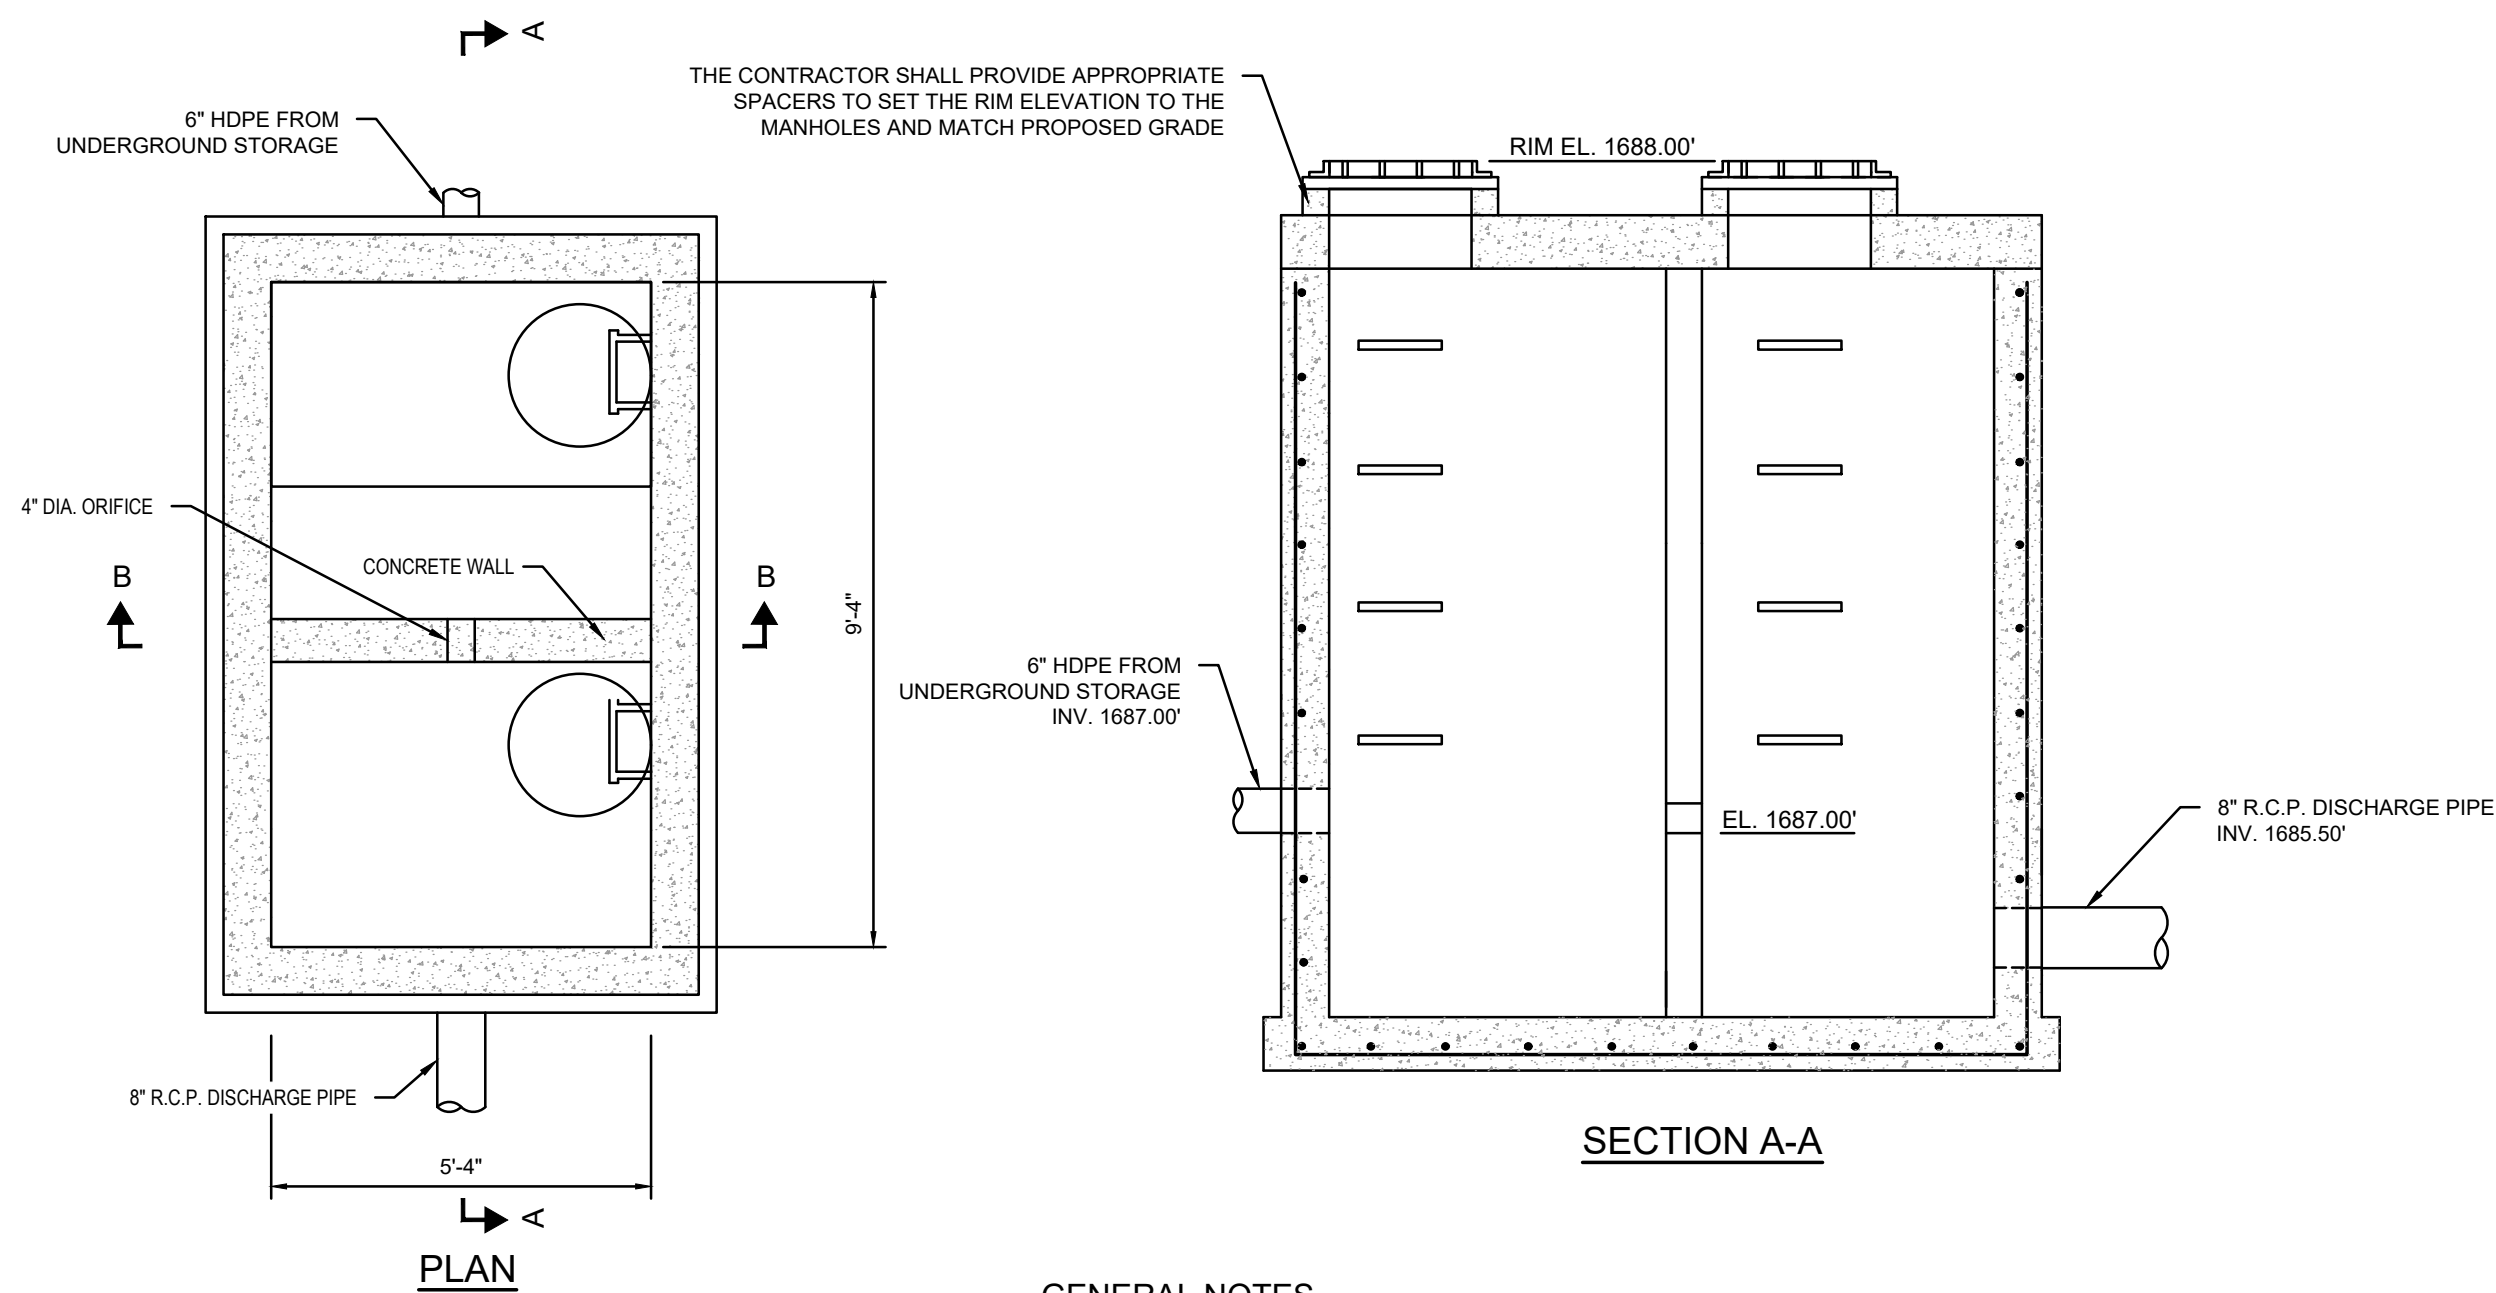 A
6" HDPE FROM
UNDERGROUND STORAGE
4" DIA. ORIFICE
CONCRETE WALL
B
B
9'-4"
8" R.C.P. DISCHARGE PIPE
5'-4"
A
PLAN
THE CONTRACTOR SHALL PROVIDE APPROPRIATE
SPACERS TO SET THE RIM ELEVATION TO THE
MANHOLES AND MATCH PROPOSED GRADE
RIM EL. 1688.00'
6" HDPE FROM
UNDERGROUND STORAGE
INV. 1687.00'
EL. 1687.00'
8" R.C.P. DISCHARGE PIPE
INV. 1685.50'
SECTION A-A
GENERAL NOTES